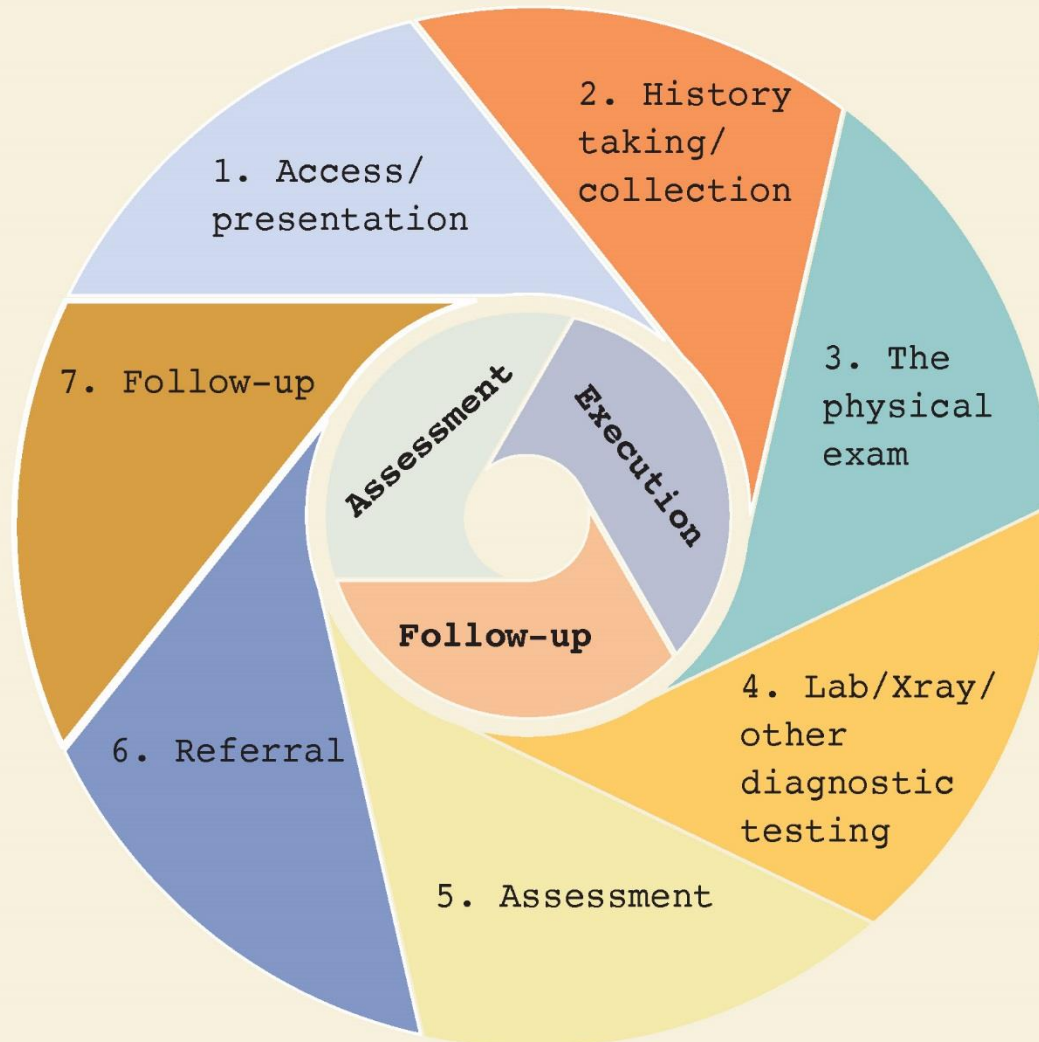 1. Access/
presentation
2. History
taking/
collection
3. The
physical
exam
4. Lab/Xray/
other
diagnostic
testing
5. Assessment
6. Referral
7. Follow-up
Assessment
Execution
Follow-up